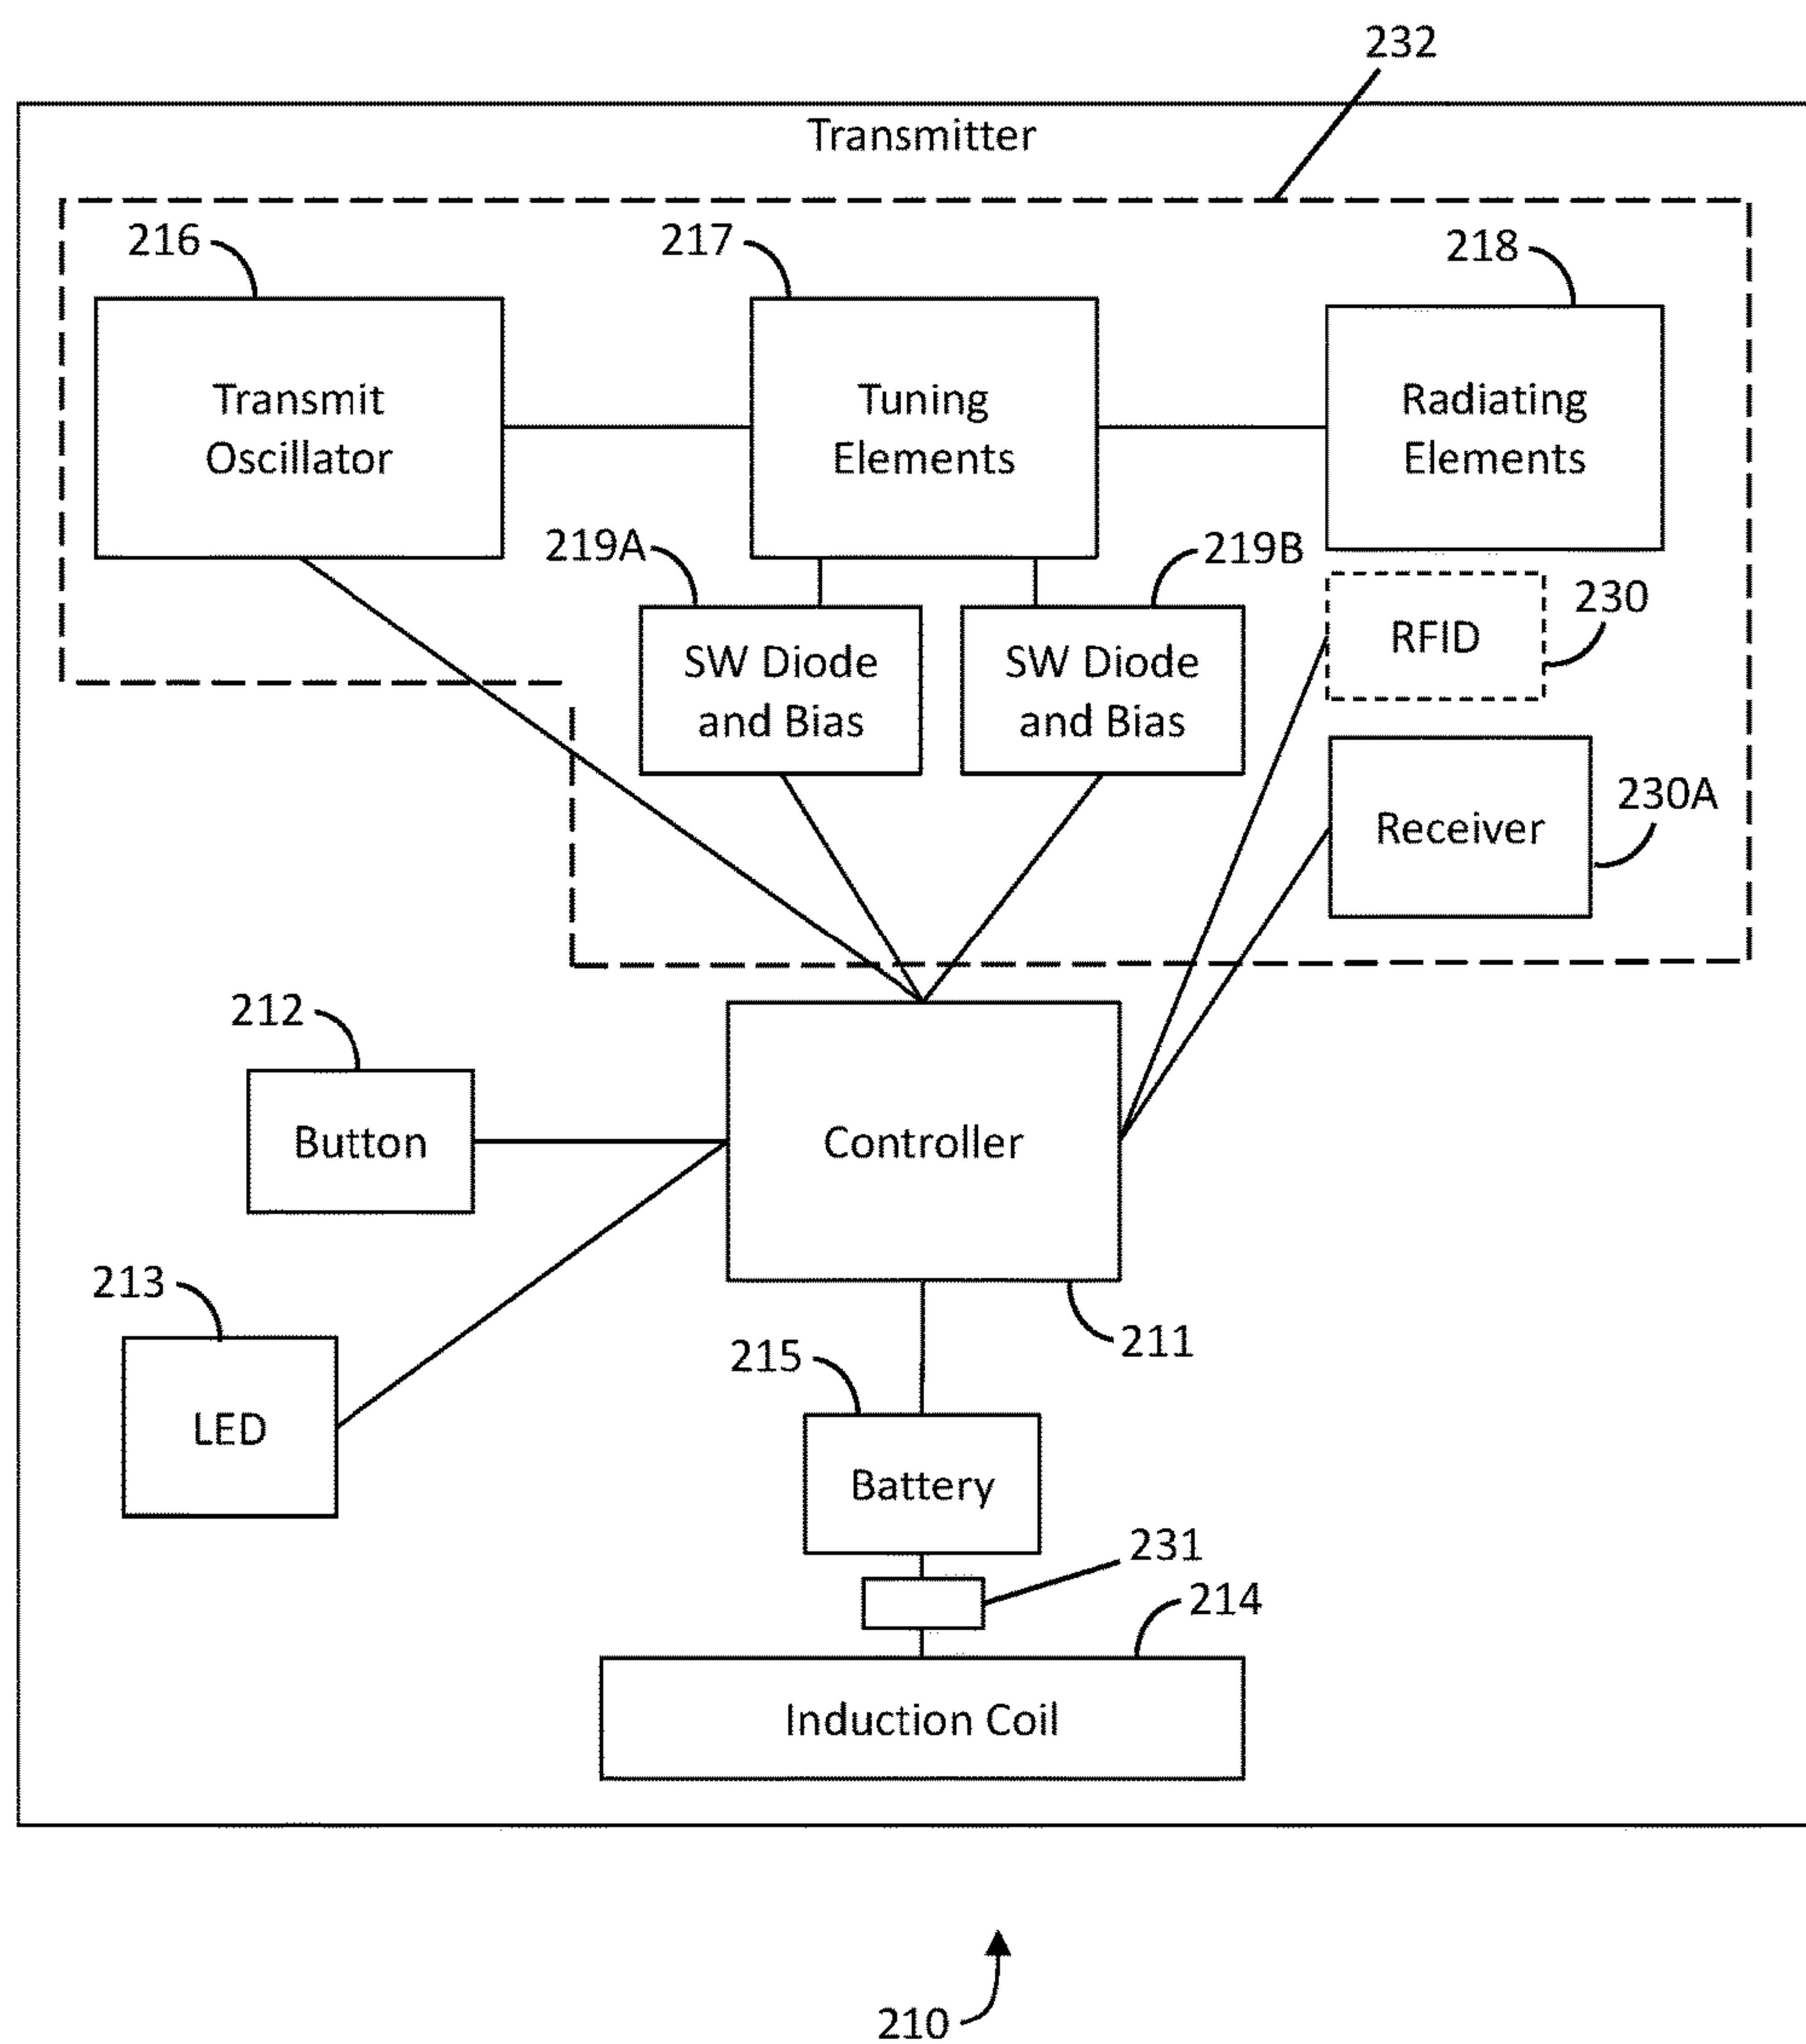 232
Transmitter
216
217
218
Transmit
Oscillator
Tuning
Elements
Radiating
Elements
219A
219B
SW Diode
and Bias
SW Diode
and Bias
RFID
230
Receiver
230A
212
Button
Controller
211
213
LED
215
Battery
231
214
Induction Coil
210